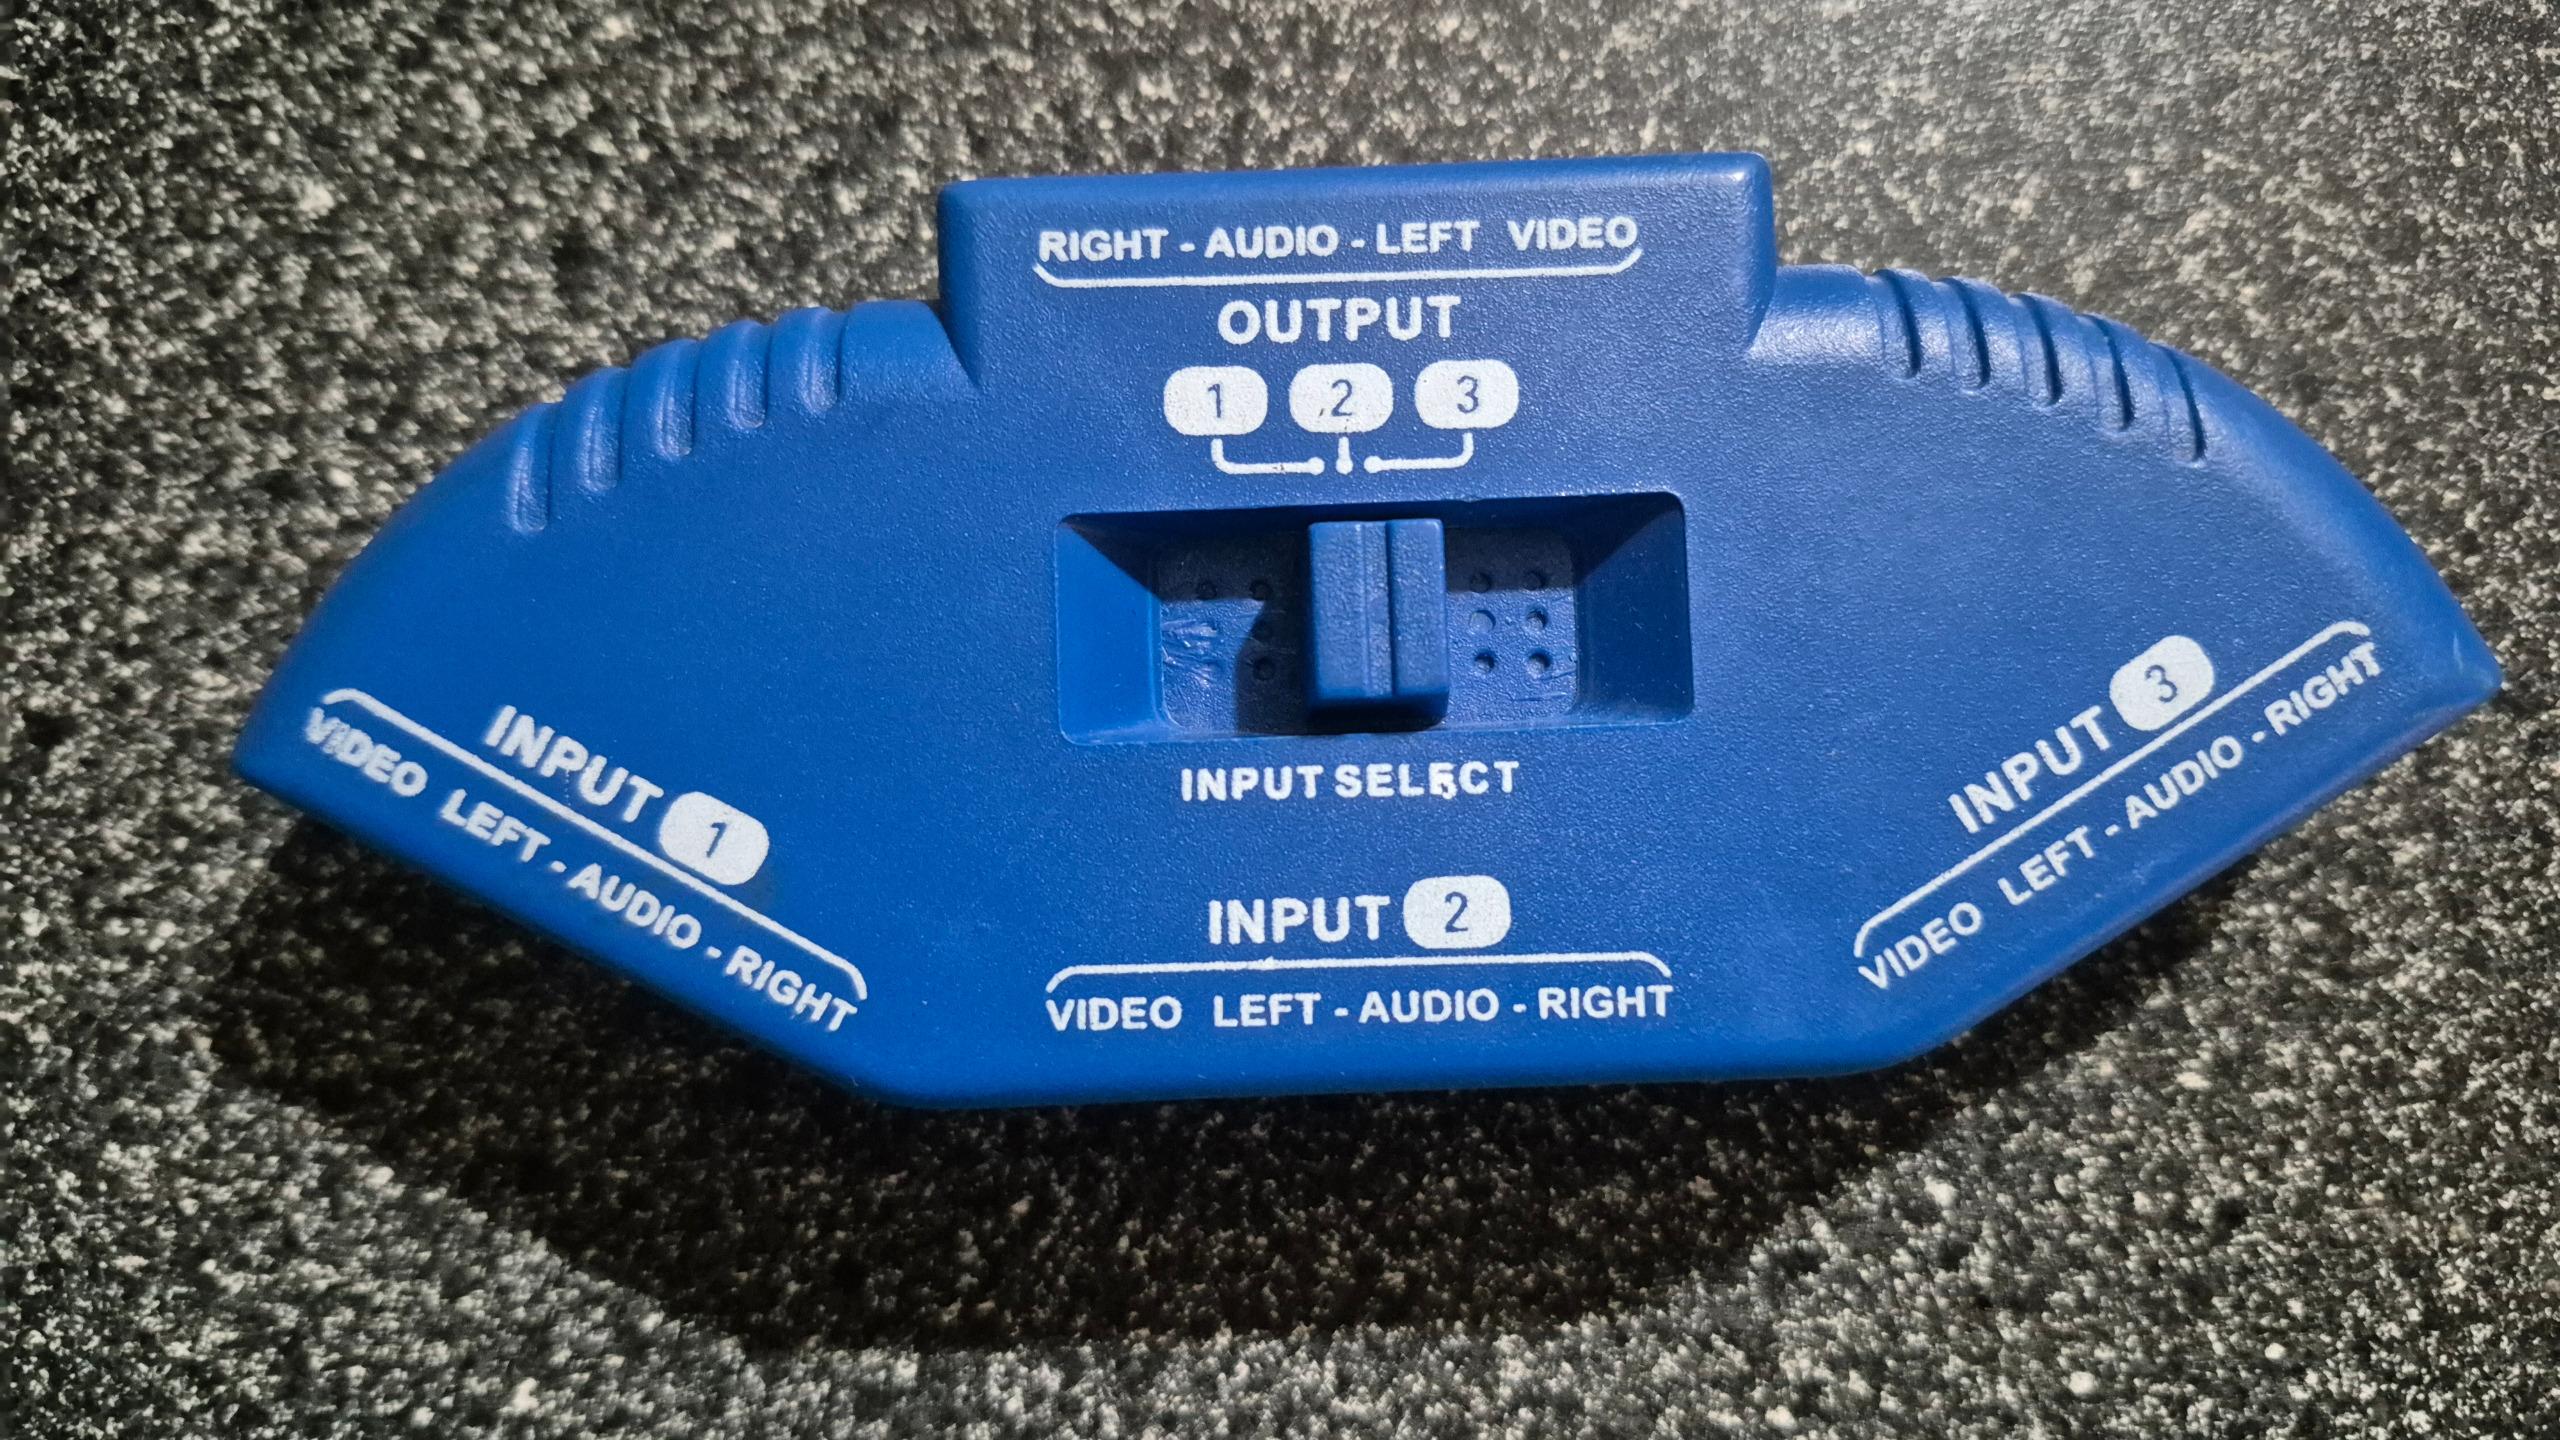 RIGHT - AUDIO - LEFT VIDEO
OUTPUT
1 2 3
INPUT SELECT
INPUT 1
VIDEO LEFT - AUDIO - RIGHT
INPUT 2
VIDEO LEFT - AUDIO - RIGHT
INPUT 3
VIDEO LEFT - AUDIO - RIGHT